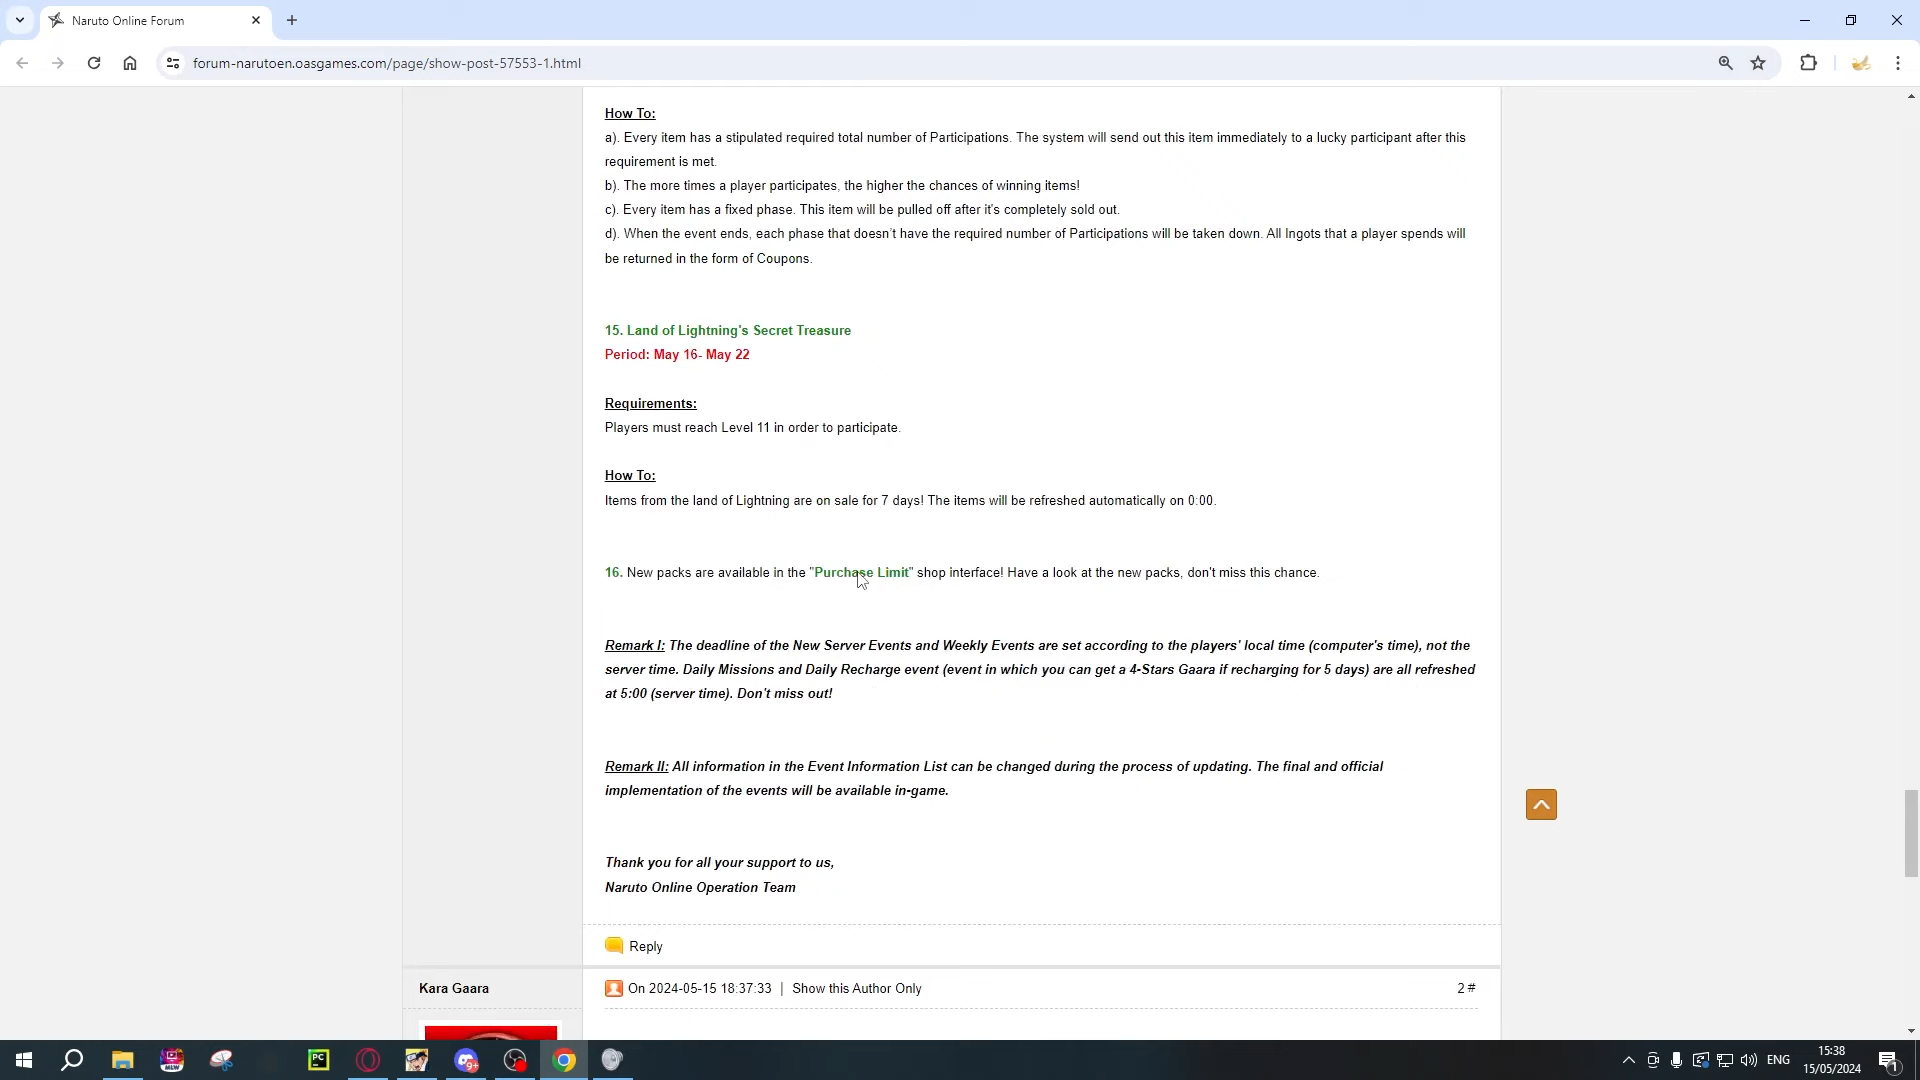 Naruto Online Forum
forum-narutoen.oasgames.com/page/show-post-57553-1.html
How To:
a). Every item has a stipulated required total number of Participations. The system will send out this item immediately to a lucky participant after this
requirement is met.
b). The more times a player participates, the higher the chances of winning items!
c). Every item has a fixed phase. This item will be pulled off after it's completely sold out.
d). When the event ends, each phase that doesn't have the required number of Participations will be taken down. All Ingots that a player spends will
be returned in the form of Coupons.
15. Land of Lightning's Secret Treasure
Period: May 16- May 22
Requirements:
Players must reach Level 11 in order to participate.
How To:
Items from the land of Lightning are on sale for 7 days! The items will be refreshed automatically on 0:00.
16. New packs are available in the "Purchase Limit" shop interface! Have a look at the new packs, don't miss this chance.
Remark I: The deadline of the New Server Events and Weekly Events are set according to the players' local time (computer's time), not the
server time. Daily Missions and Daily Recharge event (event in which you can get a 4-Stars Gaara if recharging for 5 days) are all refreshed
at 5:00 (server time). Don't miss out!
Remark II: All information in the Event Information List can be changed during the process of updating. The final and official
implementation of the events will be available in-game.
Thank you for all your support to us,
Naruto Online Operation Team
Reply
Kara Gaara
On 2024-05-15 18:37:33 | Show this Author Only
2#
PC
MLW
9+
ENG
15:38
15/05/2024
1